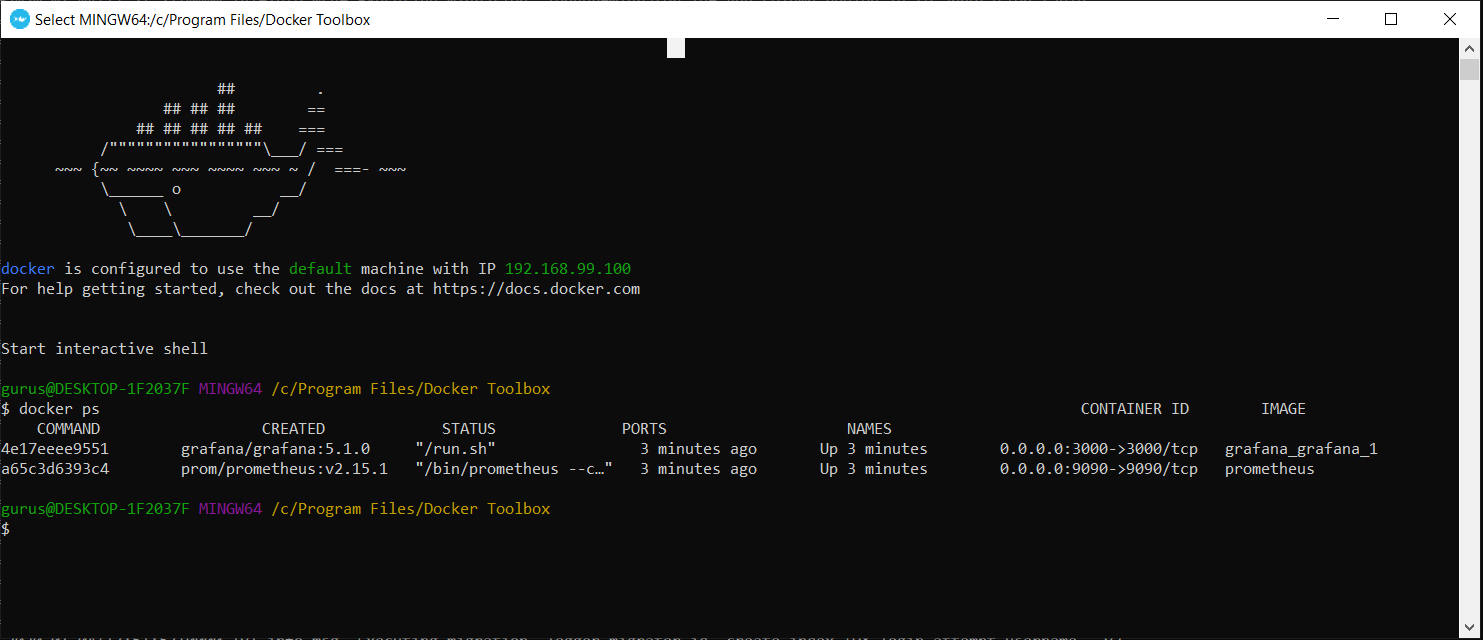 Select MINGW64:/c/Program Files/Docker Toolbox
##         .
## ## ##        ==
## ## ## ## ##    ===
/"""""""""""""""""\___/ ===
~~~ {~~ ~~~~ ~~~ ~~~~ ~~~ ~ /  ===- ~~~
\______ o           __/
\    \         __/
\____\_______/
docker is configured to use the default machine with IP 192.168.99.100
For help getting started, check out the docs at https://docs.docker.com
Start interactive shell
gurus@DESKTOP-1F2037F MINGW64 /c/Program Files/Docker Toolbox
$ docker ps CONTAINER ID IMAGE
COMMAND CREATED STATUS PORTS NAMES
4e17eeee9551 grafana/grafana:5.1.0 "/run.sh" 3 minutes ago Up 3 minutes 0.0.0.0:3000->3000/tcp grafana_grafana_1
a65c3d6393c4 prom/prometheus:v2.15.1 "/bin/prometheus --c…" 3 minutes ago Up 3 minutes 0.0.0.0:9090->9090/tcp prometheus
gurus@DESKTOP-1F2037F MINGW64 /c/Program Files/Docker Toolbox
$